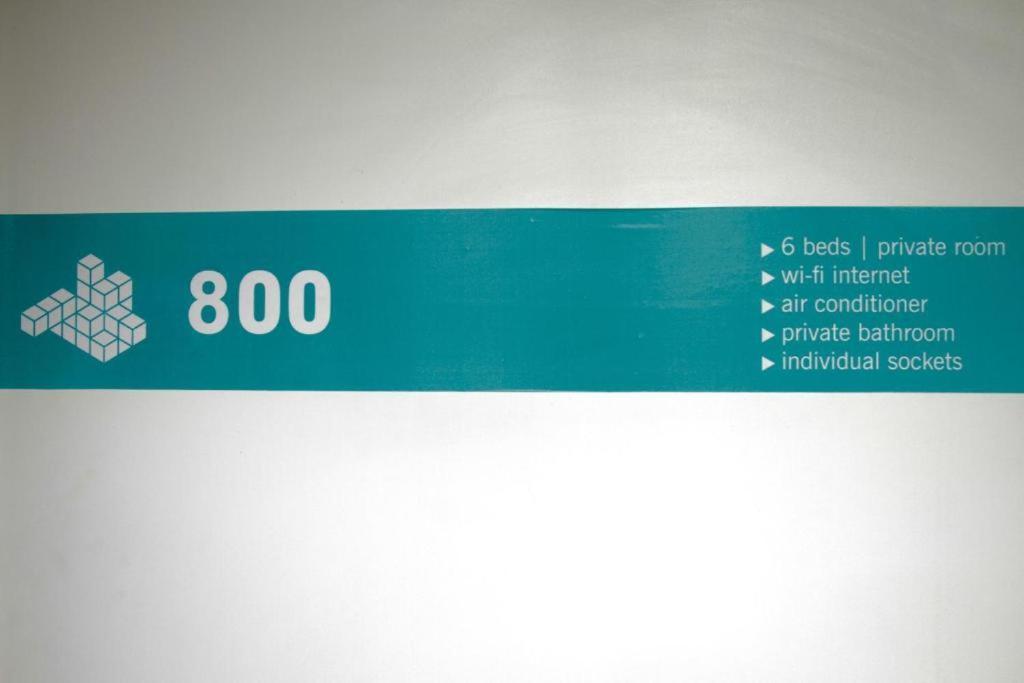 800
▶ 6 beds | private room
▶ wi-fi internet
▶ air conditioner
▶ private bathroom
▶ individual sockets